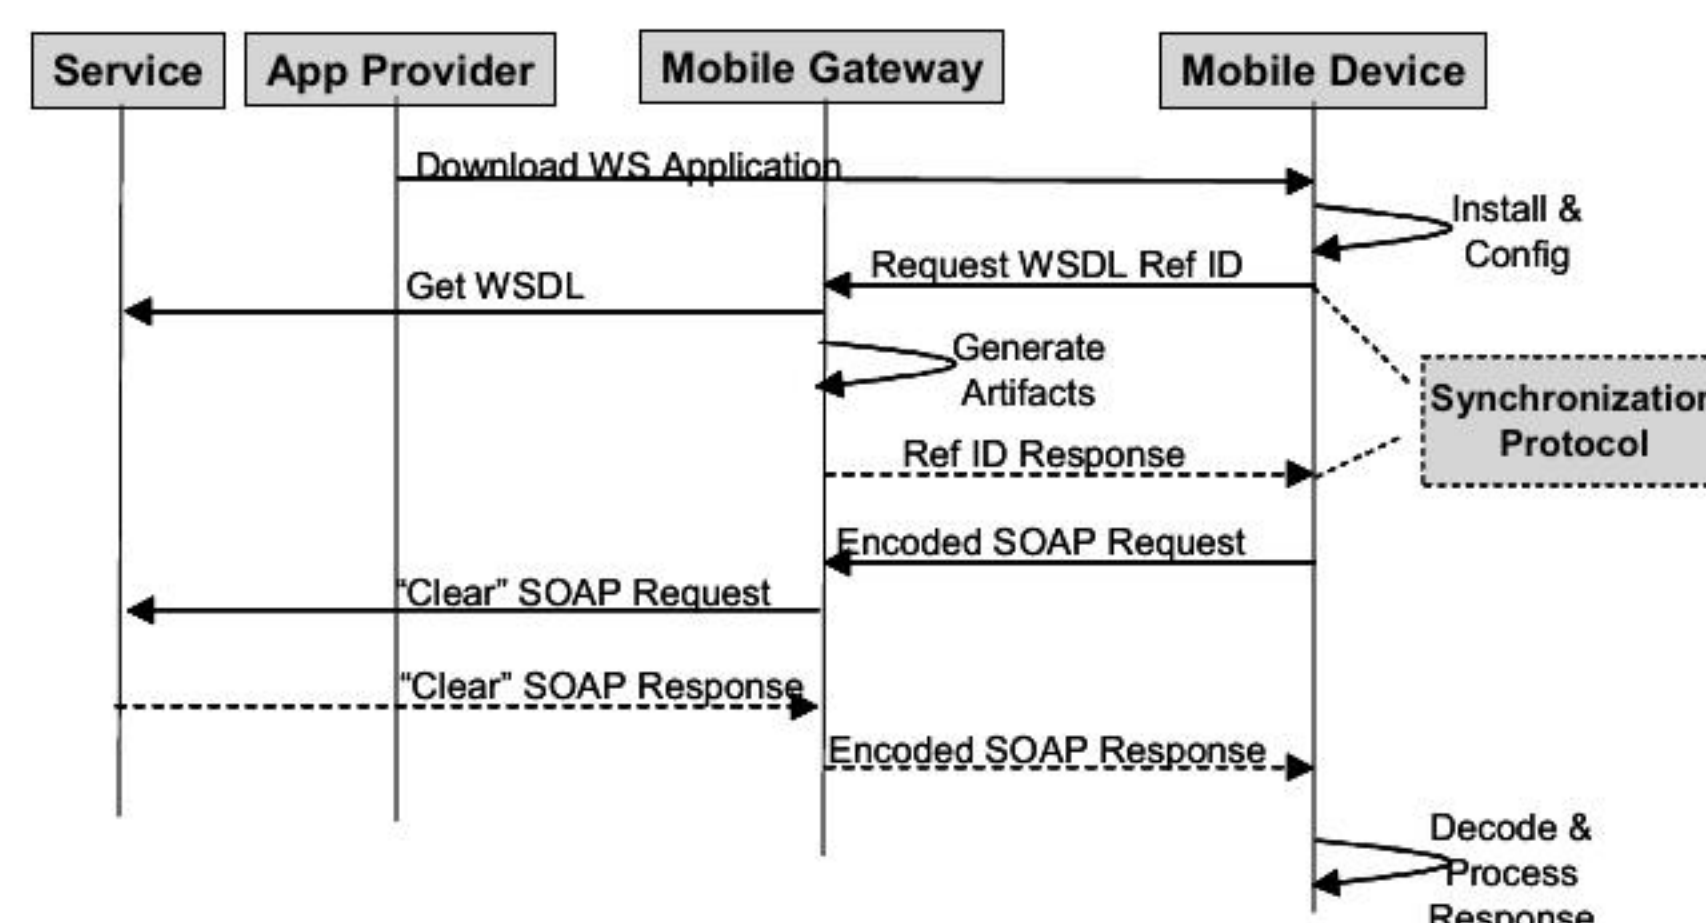 Service
App Provider
Mobile Gateway
Mobile Device
Download WS Application
Install &
Config
Request WSDL Ref ID
Get WSDL
Generate
Artifacts
Synchronization
Protocol
Ref ID Response
Encoded SOAP Request
“Clear” SOAP Request
“Clear” SOAP Response
Encoded SOAP Response
Decode &
Process
Response